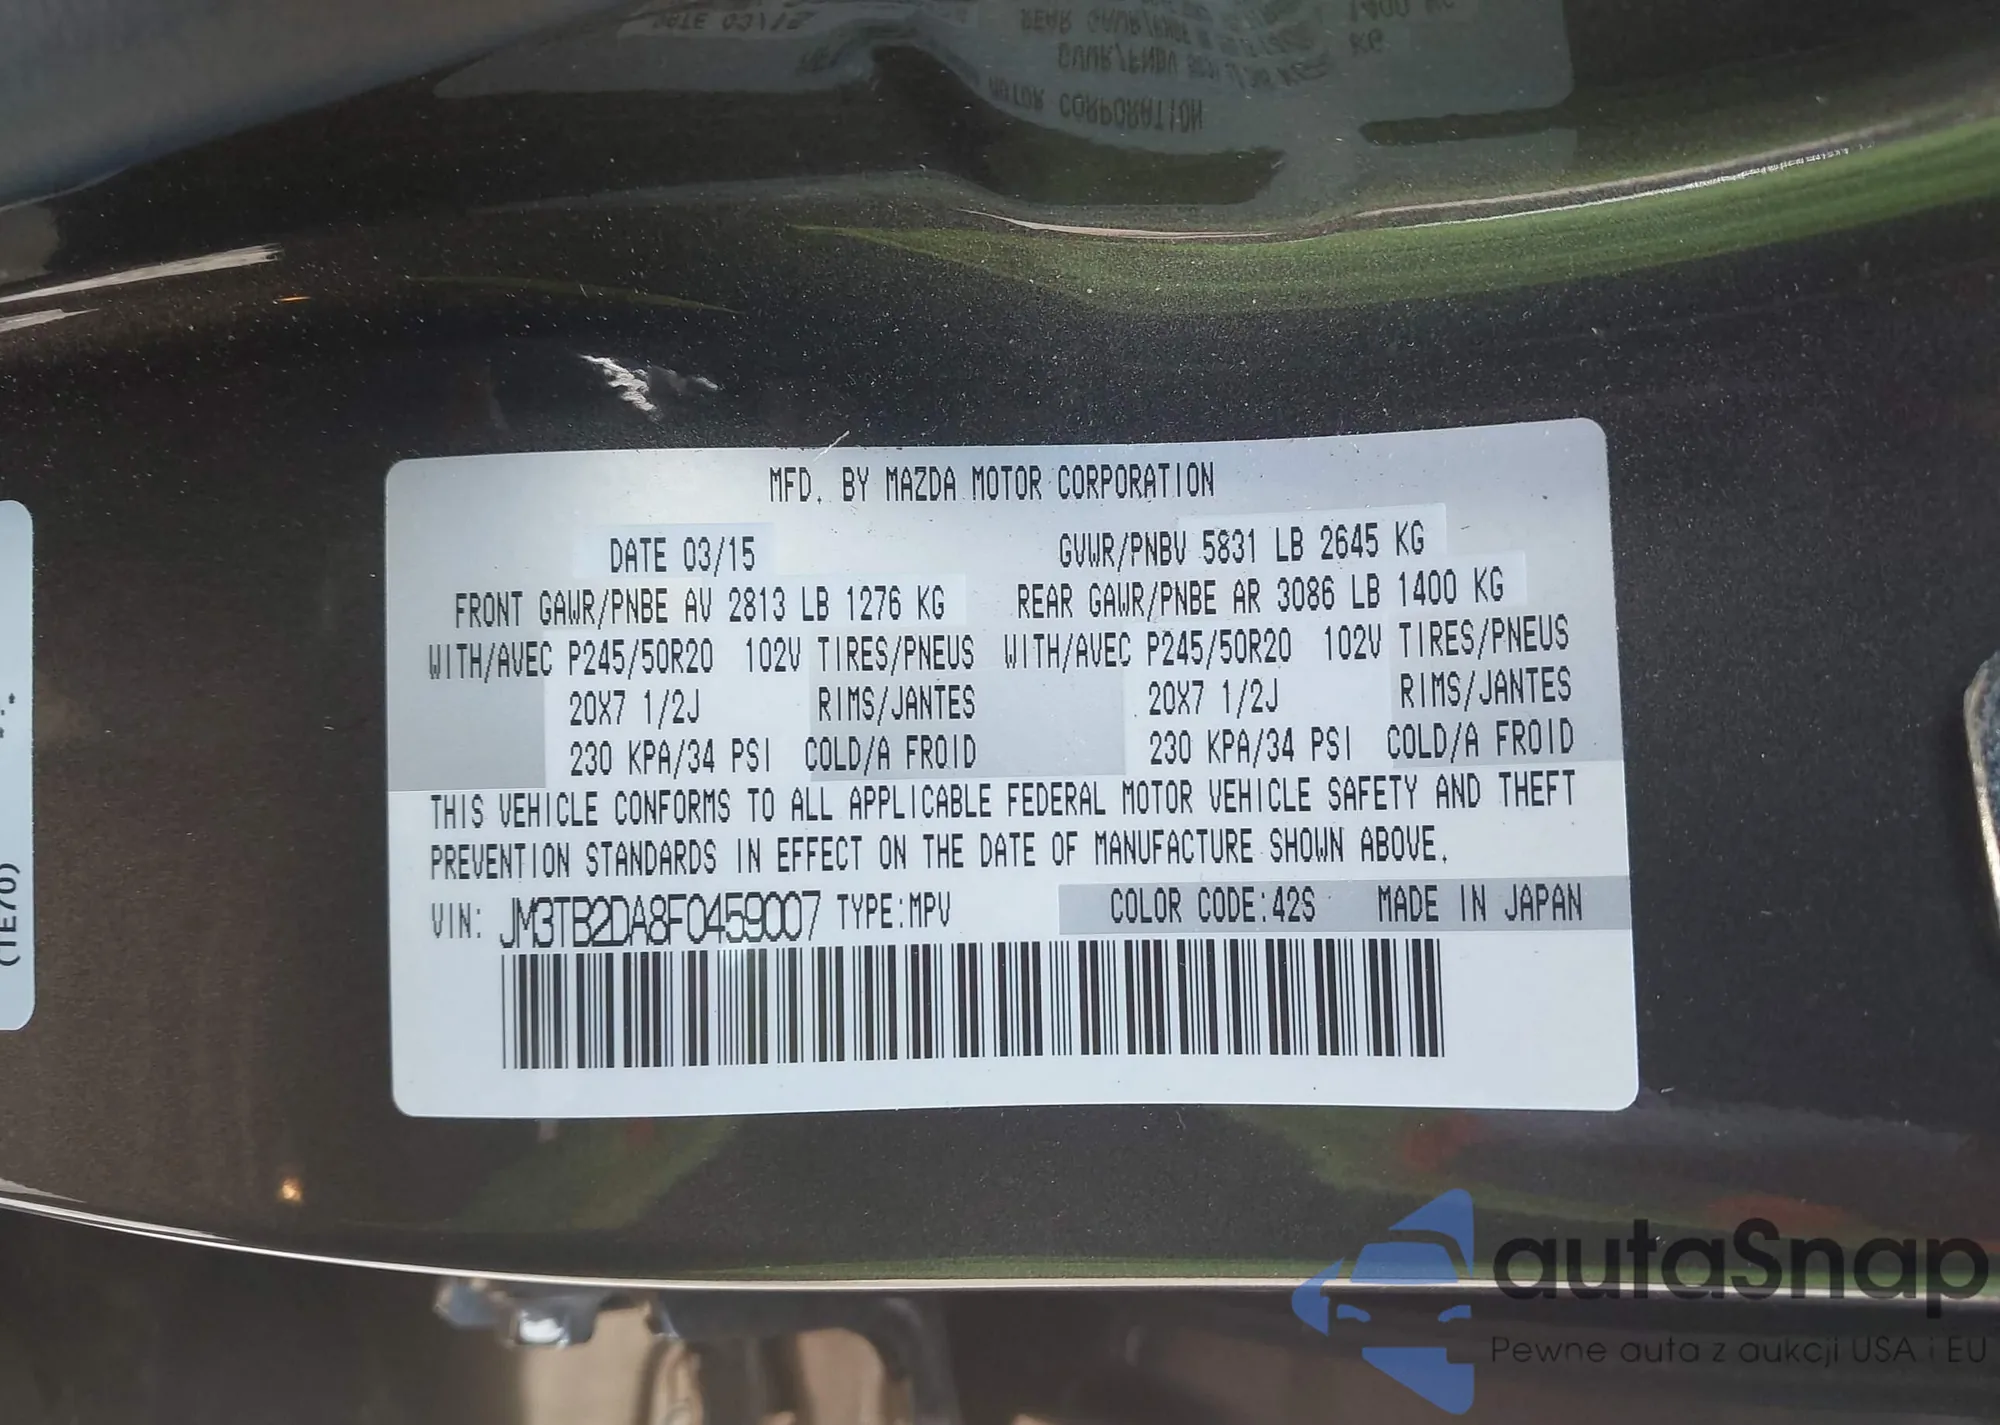 MFD. BY MAZDA MOTOR CORPORATION
DATE 03/15 GVWR/PNBV 5831 LB 2645 KG
FRONT GAWR/PNBE AV 2813 LB 1276 KG REAR GAWR/PNBE AR 3086 LB 1400 KG
WITH/AVEC P245/50R20 102V TIRES/PNEUS WITH/AVEC P245/50R20 102V TIRES/PNEUS
20X7 1/2J RIMS/JANTES 20X7 1/2J RIMS/JANTES
230 KPA/34 PSI COLD/A FROID 230 KPA/34 PSI COLD/A FROID
THIS VEHICLE CONFORMS TO ALL APPLICABLE FEDERAL MOTOR VEHICLE SAFETY AND THEFT
PREVENTION STANDARDS IN EFFECT ON THE DATE OF MANUFACTURE SHOWN ABOVE.
VIN: JM3TB2DA8F0459007 TYPE:MPV COLOR CODE:42S MADE IN JAPAN
(TE70)
autaSnap
Pewne auta z aukcji USA i EU